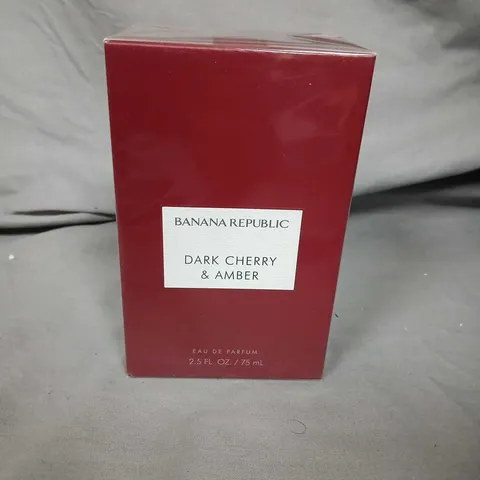 BANANA REPUBLIC
DARK CHERRY
& AMBER
EAU DE PARFUM
2.5 FL. OZ. / 75 mL